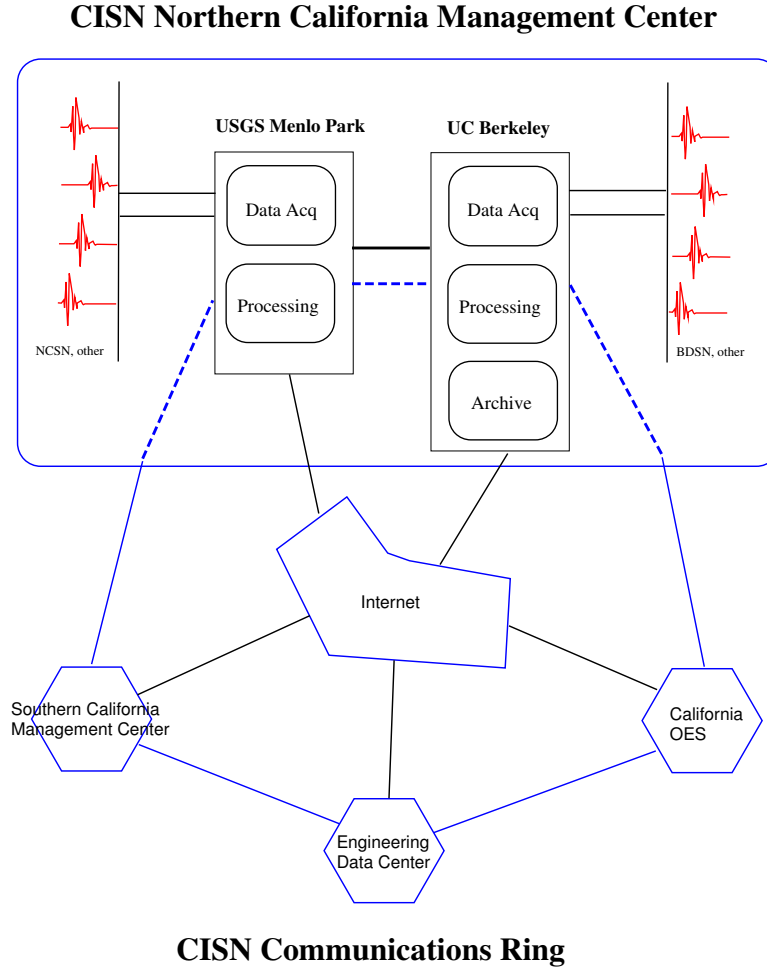 CISN Northern California Management Center
USGS Menlo Park
UC Berkeley
Data Acq
Data Acq
Processing
Processing
NCSN, other
BDSN, other
Archive
Internet
Southern California
Management Center
California
OES
Engineering
Data Center
CISN Communications Ring